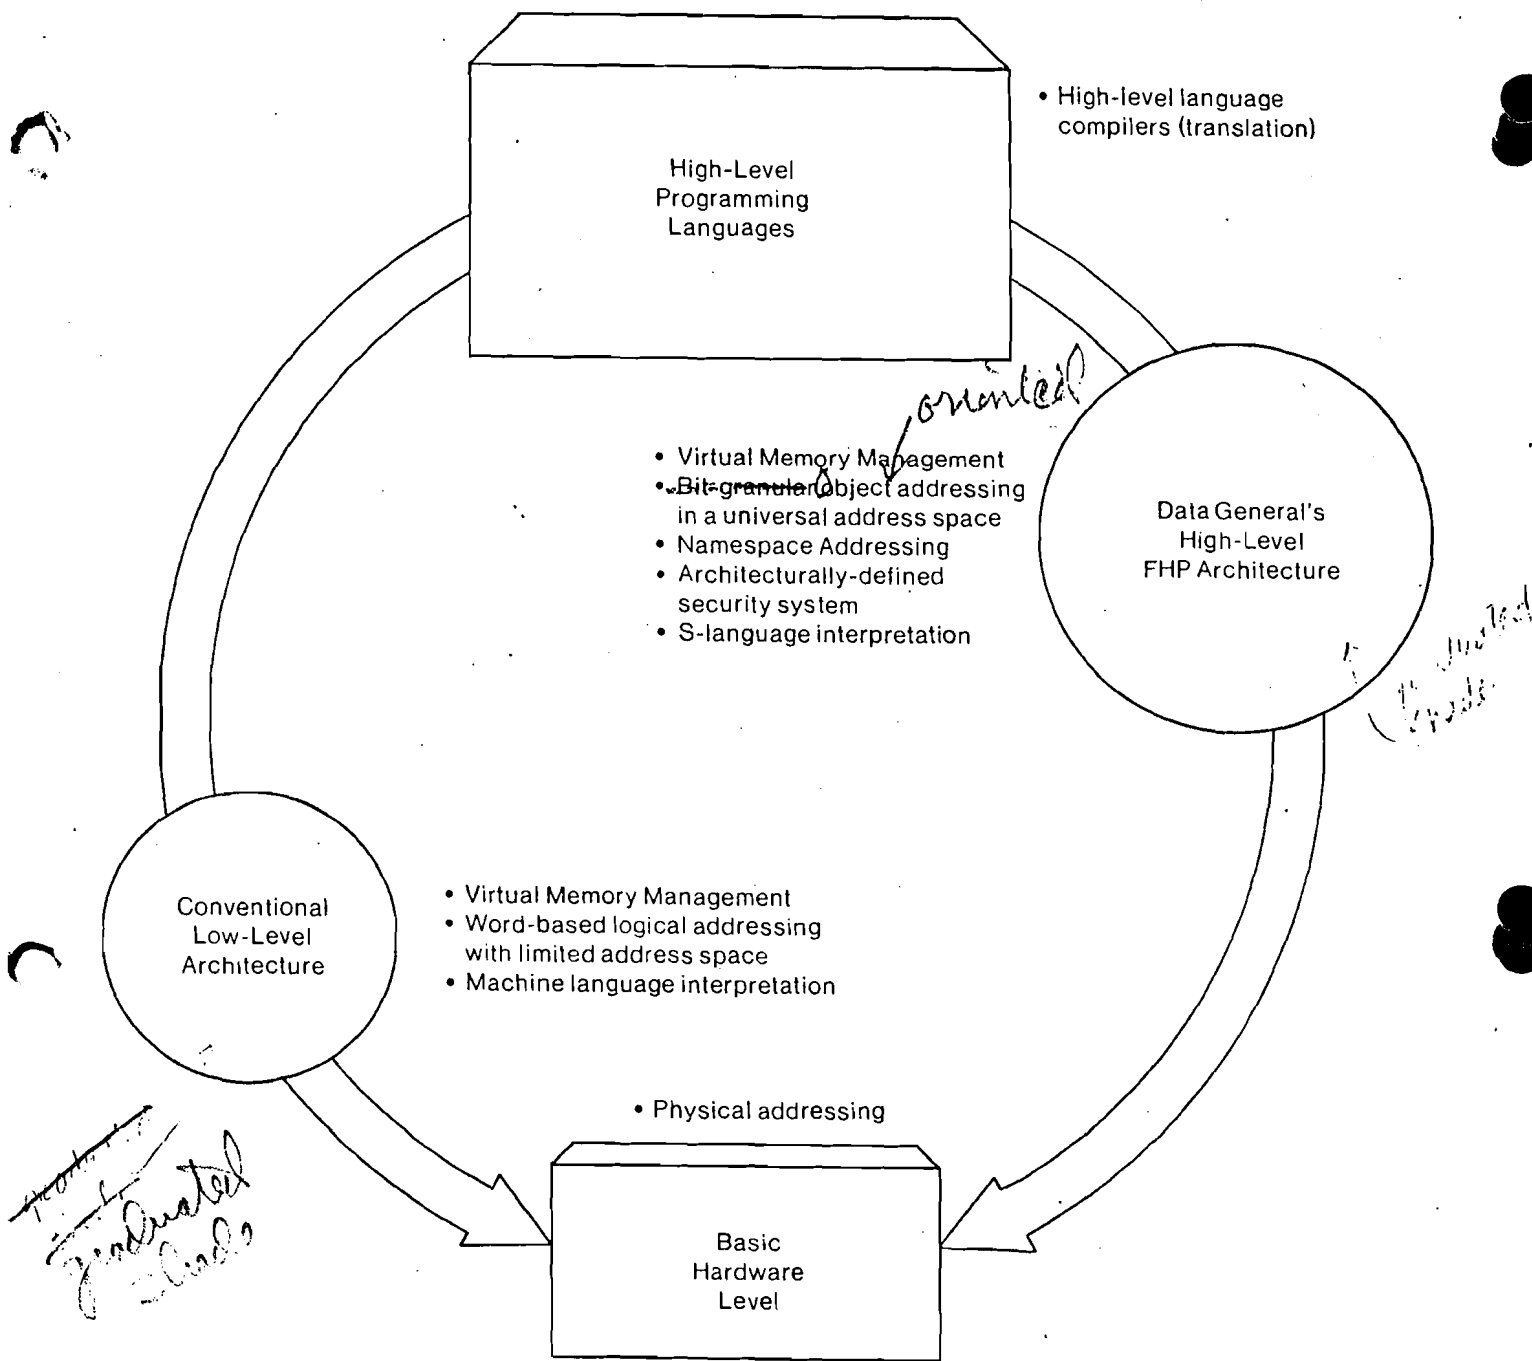 • High-level language
compilers (translation)
High-Level
Programming
Languages
oriented
• Virtual Memory Management
• Bit-granular object addressing
in a universal address space
• Namespace Addressing
• Architecturally-defined
security system
• S-language interpretation
Data General's
High-Level
FHP Architecture
Conventional
Low-Level
Architecture
• Virtual Memory Management
• Word-based logical addressing
with limited address space
• Machine language interpretation
• Physical addressing
graduated
Basic
Hardware
Level